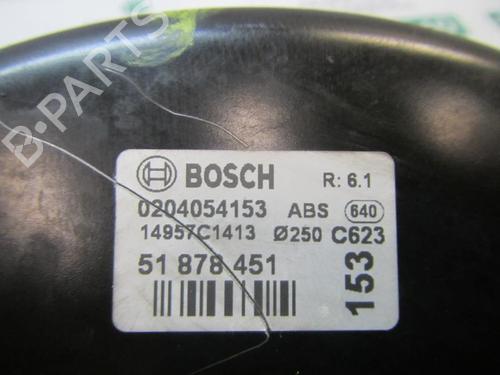 B-PARTS
BOSCH R: 6.1
0204054153 ABS 640
14957C1413 Ø250 C623
51 878 451
153